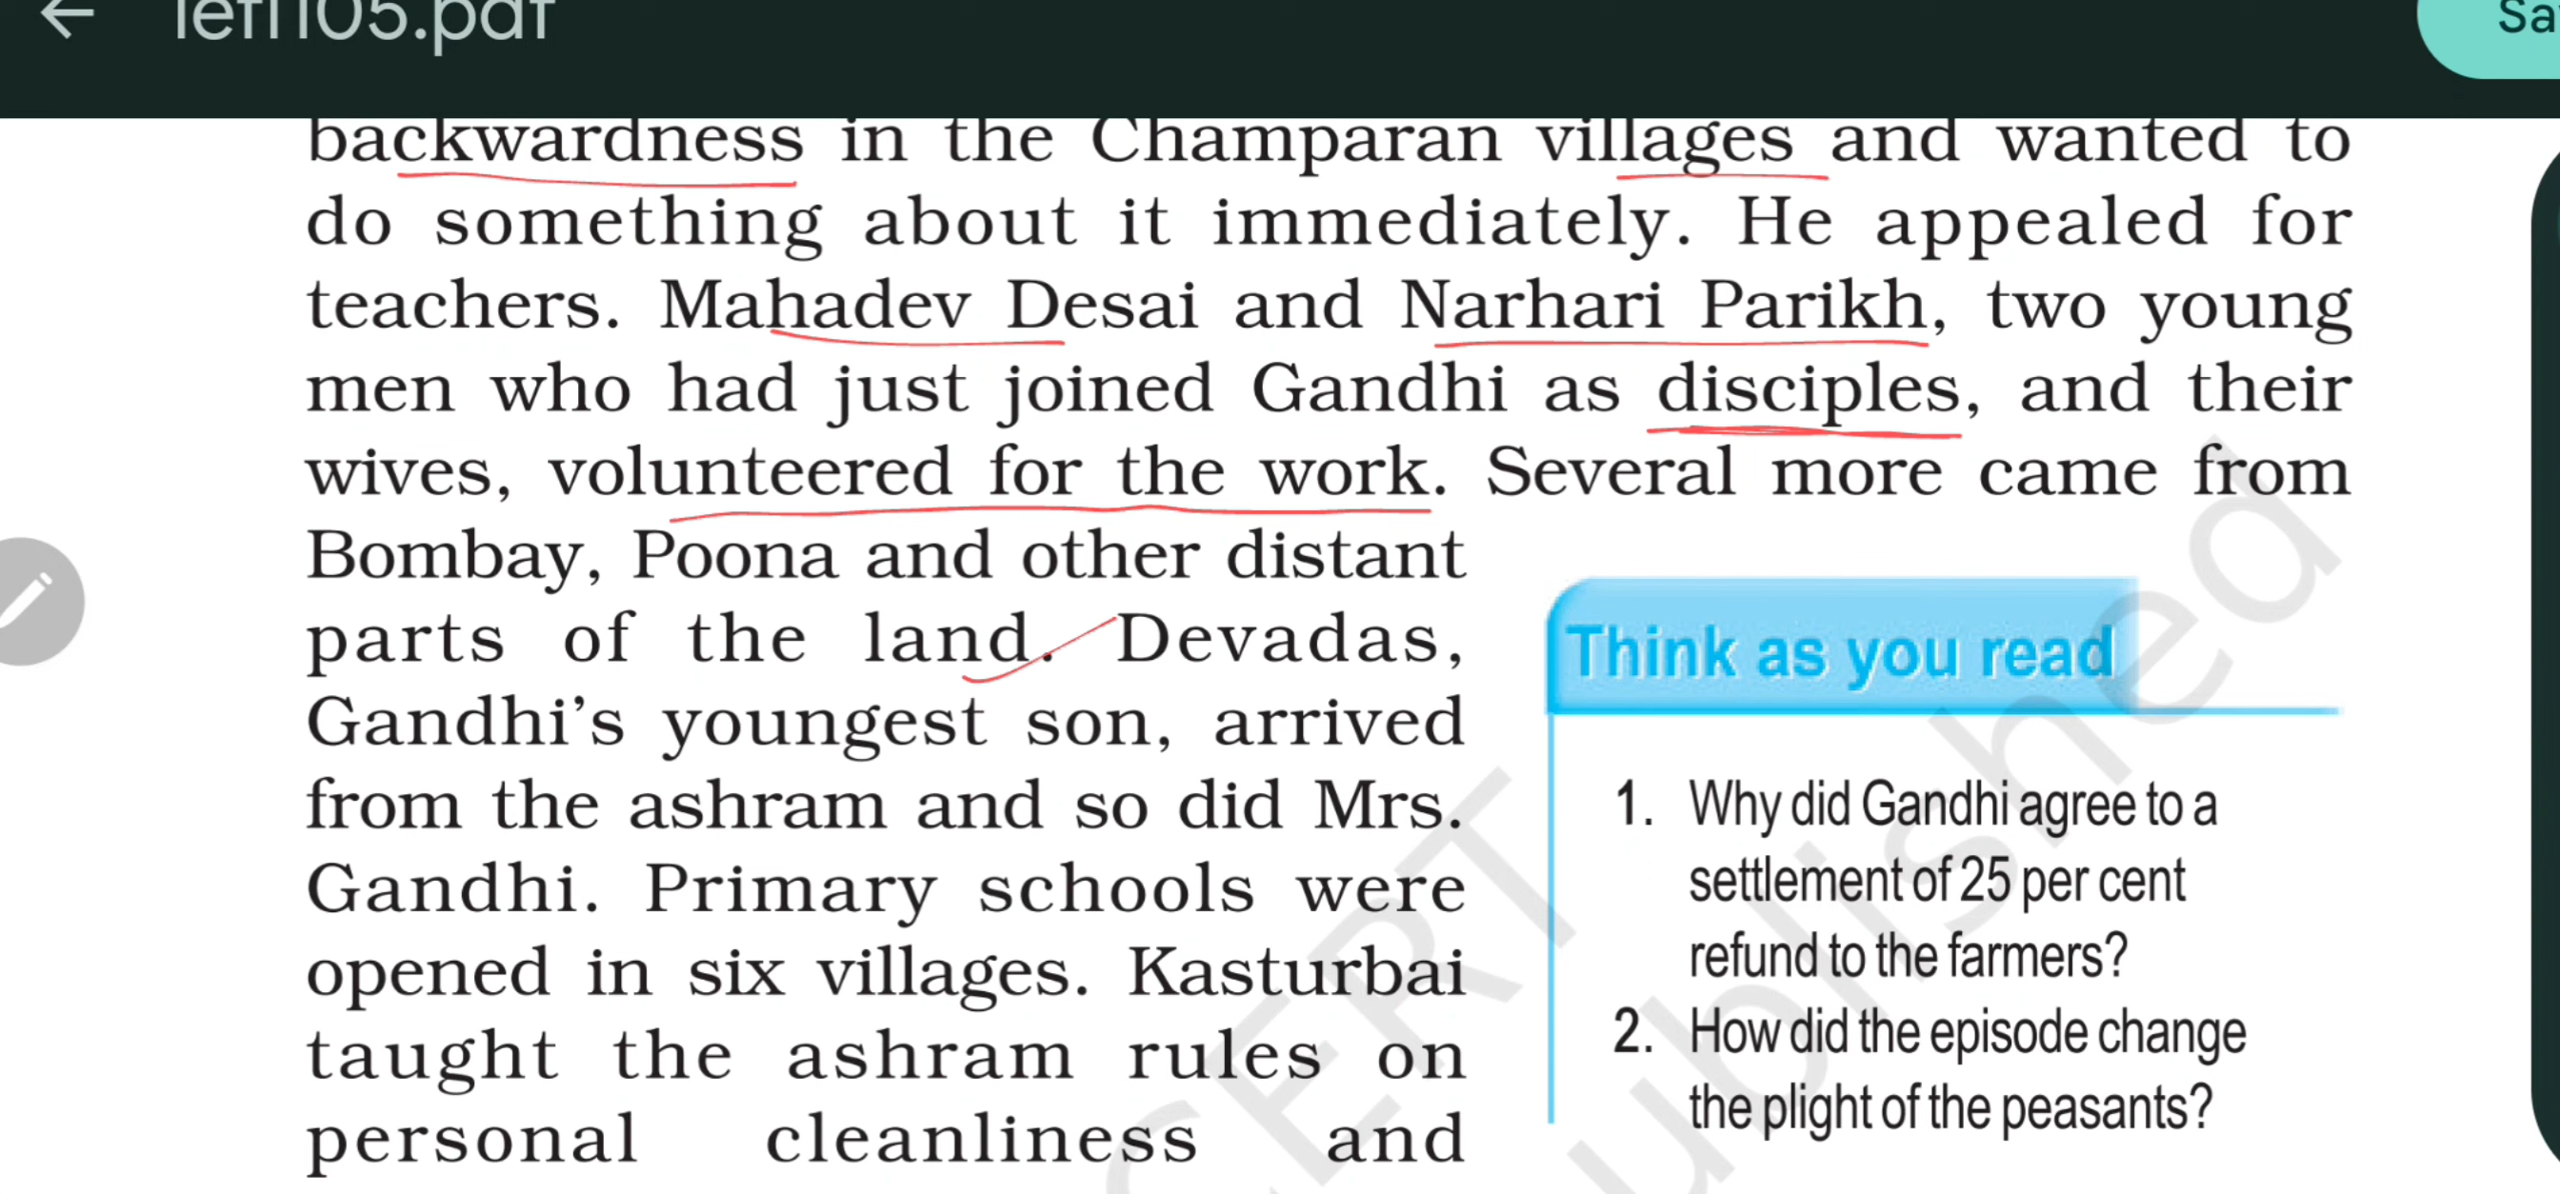 lefl105.pdf
Sa
backwardness in the Champaran villages and wanted to
do something about it immediately. He appealed for
teachers. Mahadev Desai and Narhari Parikh, two young
men who had just joined Gandhi as disciples, and their
wives, volunteered for the work. Several more came from
Bombay, Poona and other distant
parts of the land. Devadas,
Gandhi's youngest son, arrived
from the ashram and so did Mrs.
Gandhi. Primary schools were
opened in six villages. Kasturbai
taught the ashram rules on
personal cleanliness and
Think as you read
1. Why did Gandhi agree to a
settlement of 25 per cent
refund to the farmers?
2. How did the episode change
the plight of the peasants?